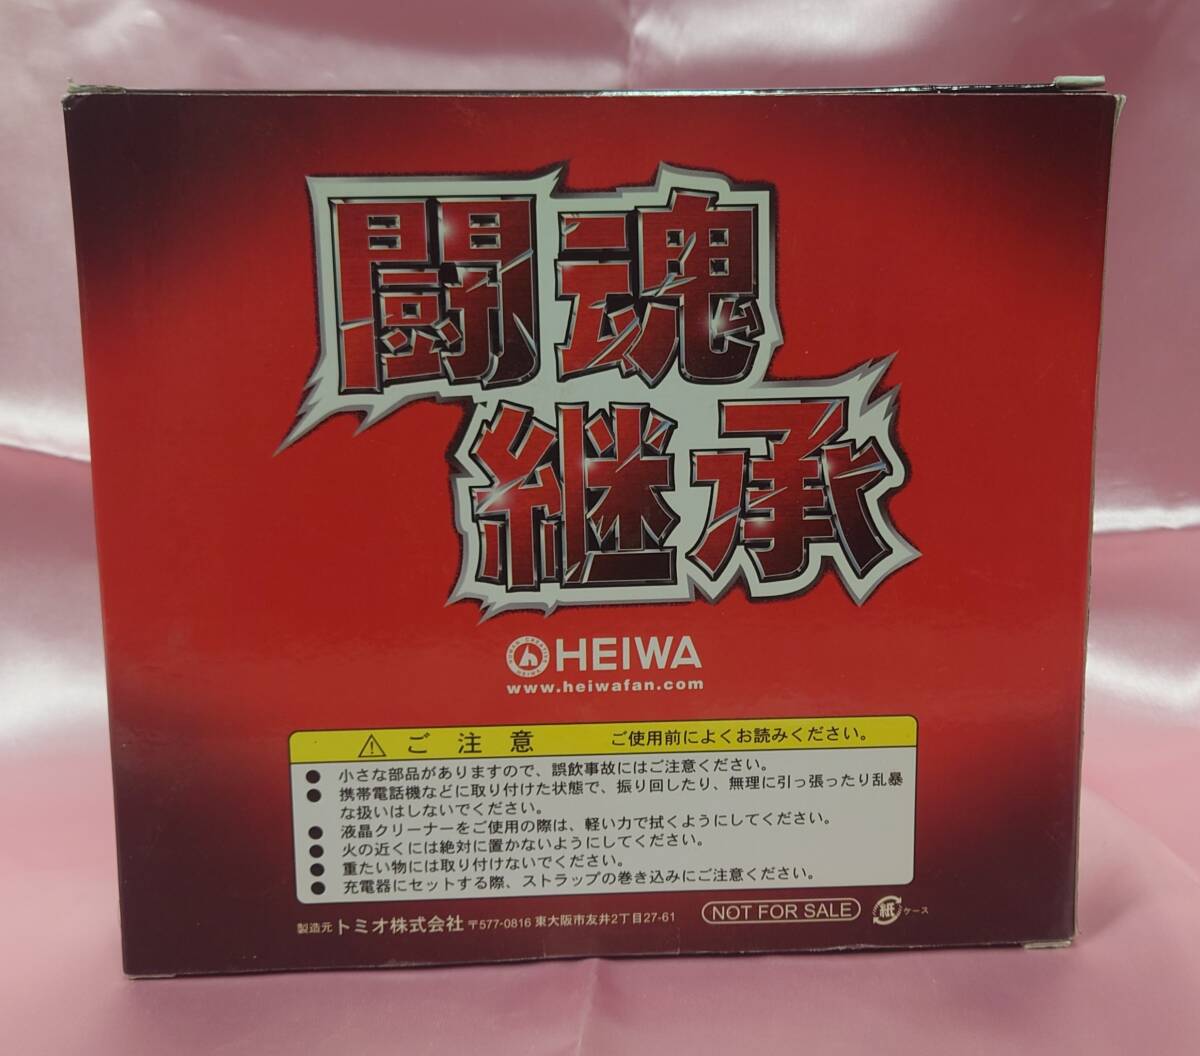 闘魂
継承
HEIWA
www.heiwafan.com
⚠ ご注意 ご使用前によくお読みください。
● 小さな部品がありますので、誤飲事故にはご注意ください。
● 携帯電話機などに取り付けた状態で、振り回したり、無理に引っ張ったり乱暴
な扱いはしないでください。
● 液晶クリーナーをご使用の際は、軽い力で拭くようにしてください。
● 火の近くには絶対に置かないようにしてください。
● 重たい物には取り付けないでください。
● 充電器にセットする際、ストラップの巻き込みにご注意ください。
製造元 トミオ株式会社 〒577-0816 東大阪市友井2丁目27-61 NOT FOR SALE 紙 ケース